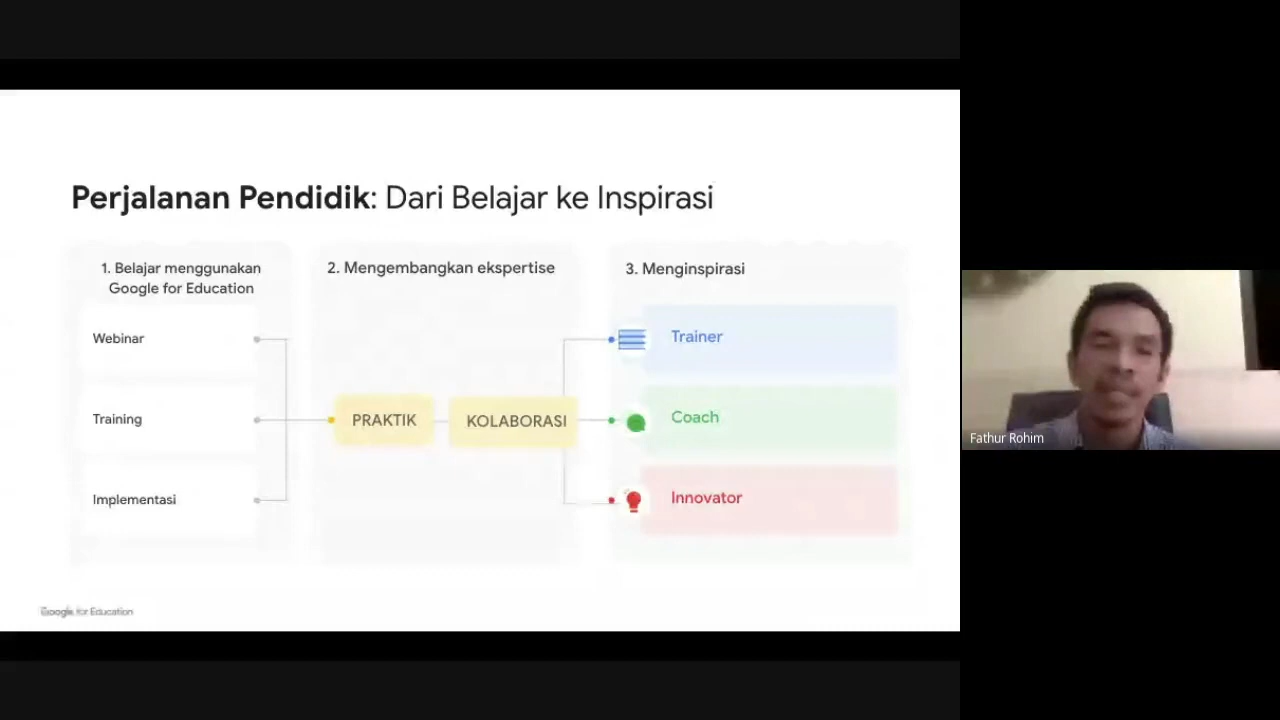 Perjalanan Pendidik: Dari Belajar ke Inspirasi
1. Belajar menggunakan
Google for Education
Webinar
Training
Implementasi
2. Mengembangkan ekspertise
PRAKTIK
KOLABORASI
3. Menginspirasi
Trainer
Coach
Innovator
Google for Education
Fathur Rohim